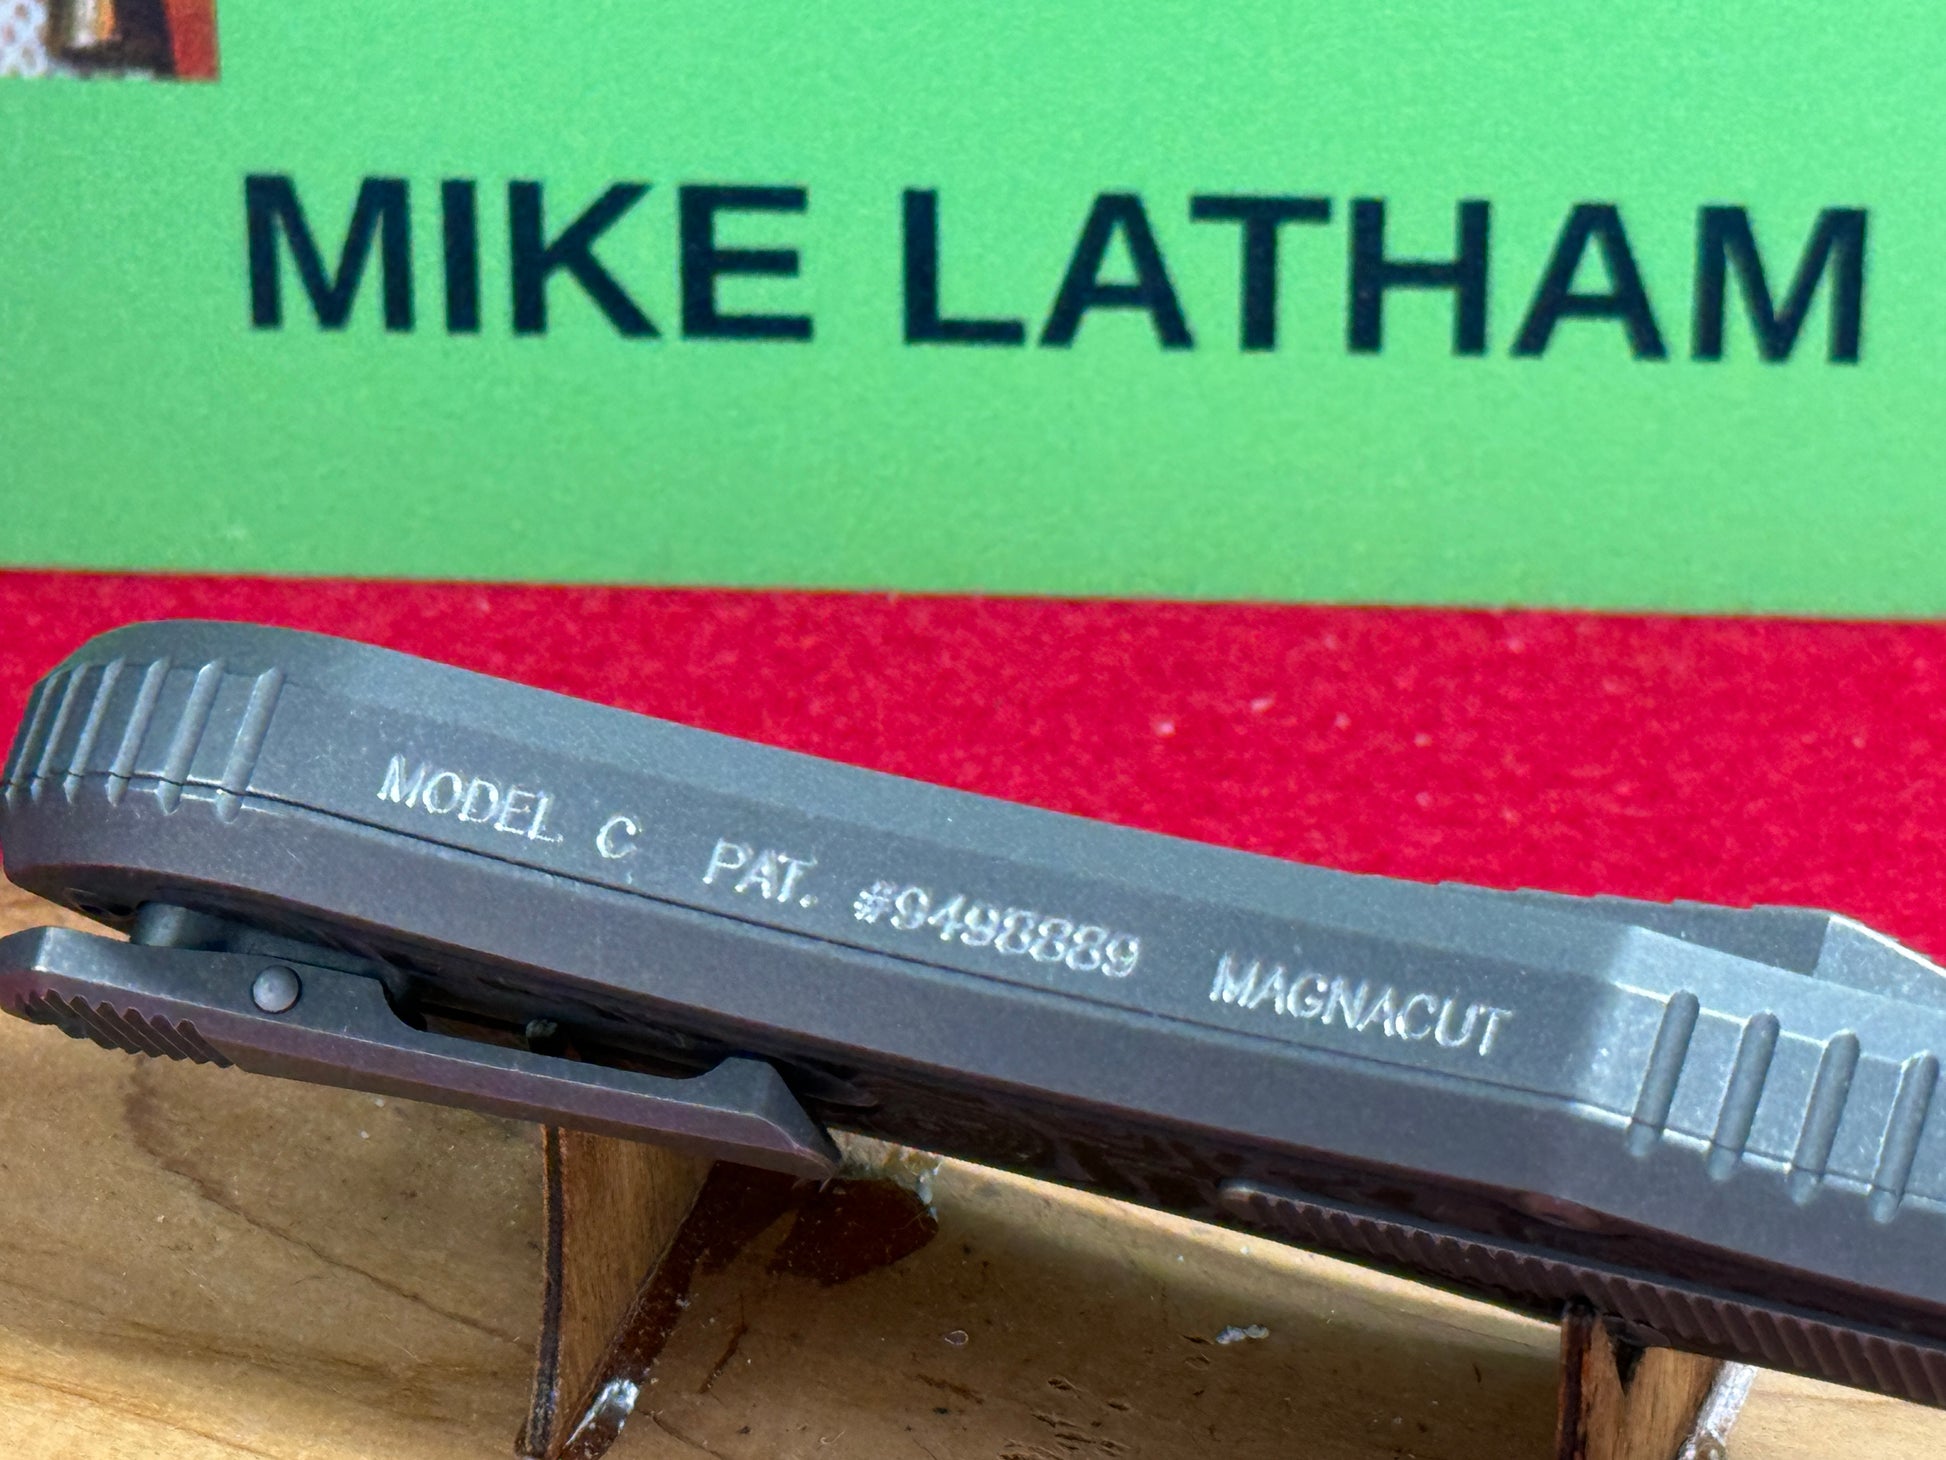 MIKE LATHAM
MODEL C PAT. #9498889 MAGNACUT